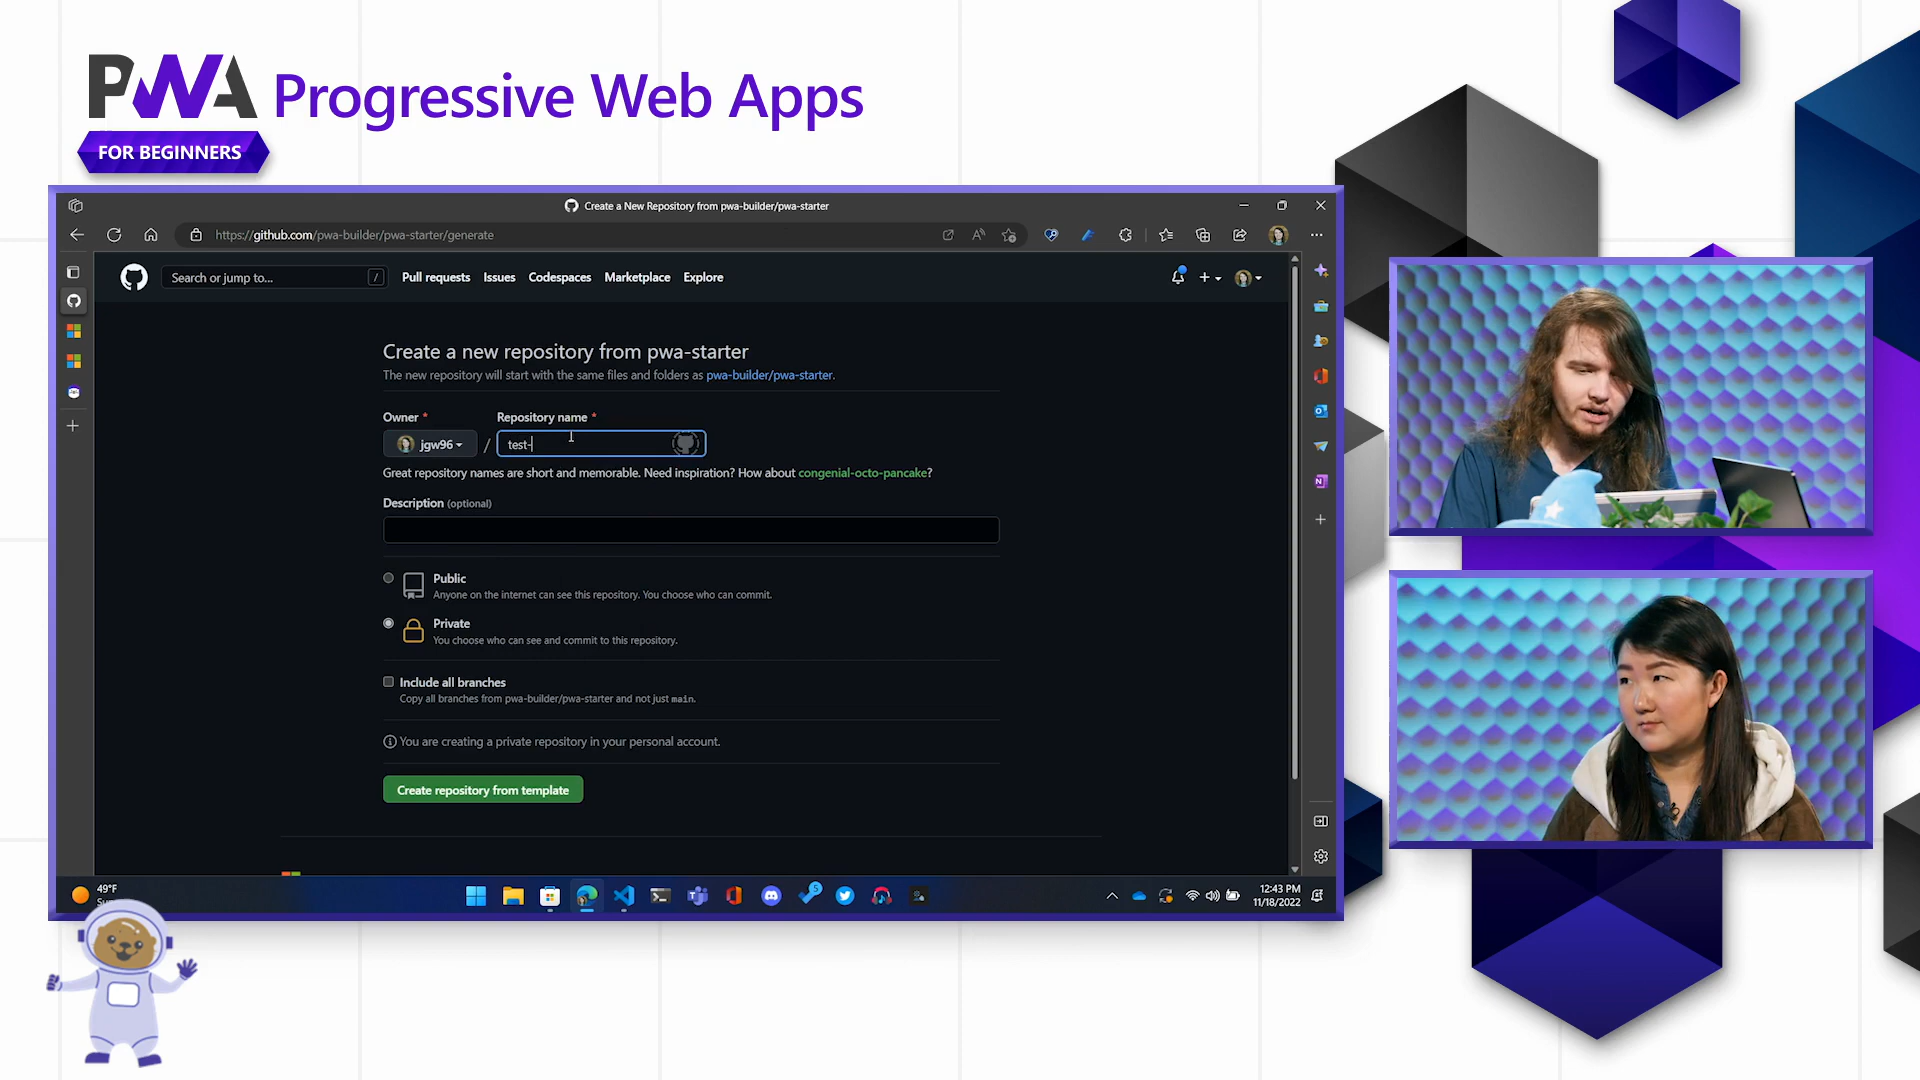 PWA Progressive Web Apps
FOR BEGINNERS
Create a New Repository from pwa-builder/pwa-starter
https://github.com/pwa-builder/pwa-starter/generate
Search or jump to... / Pull requests Issues Codespaces Marketplace Explore
Create a new repository from pwa-starter
The new repository will start with the same files and folders as pwa-builder/pwa-starter.
Owner * Repository name *
jgw96 / test-
Great repository names are short and memorable. Need inspiration? How about congenial-octo-pancake?
Description (optional)
Public
Anyone on the internet can see this repository. You choose who can commit.
Private
You choose who can see and commit to this repository.
Include all branches
Copy all branches from pwa-builder/pwa-starter and not just main.
You are creating a private repository in your personal account.
Create repository from template
49°F
5
12:43 PM
11/18/2022